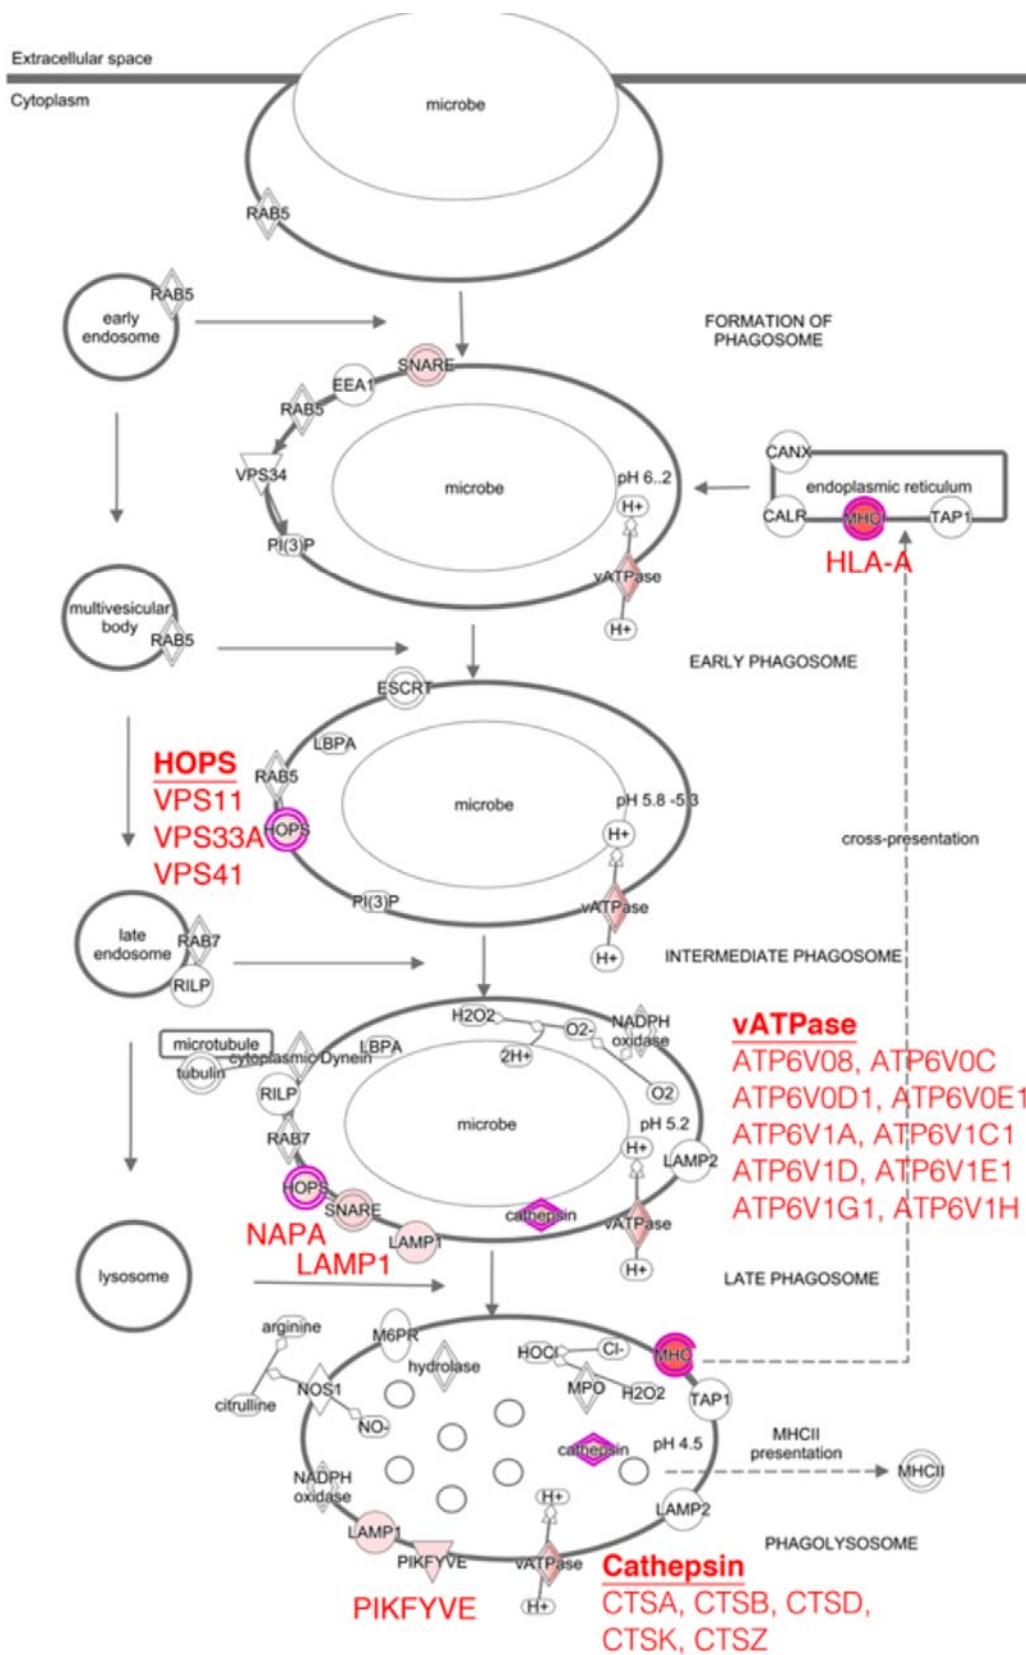 Extracellular space
Cytoplasm
microbe
RAB5
early
endosome
RAB5
FORMATION OF
PHAGOSOME
SNARE
EEA1
RAB5
VPS34
PI(3)P
microbe
pH 6..2
H+
vATPase
H+
CANX
endoplasmic reticulum
CALR
MHCI
TAP1
HLA-A
multivesicular
body
RAB5
EARLY PHAGOSOME
ESCRT
LBPA
RAB5
HOPS
microbe
pH 5.8 -5.3
H+
vATPase
H+
PI(3)P
HOPS
VPS11
VPS33A
VPS41
cross-presentation
late
endosome
RAB7
RILP
INTERMEDIATE PHAGOSOME
microtubule
tubulin
cytoplasmic Dynein
LBPA
H2O2
2H+
O2-
NADPH
oxidase
O2
RILP
RAB7
microbe
pH 5.2
H+
LAMP2
HOPS
SNARE
LAMP1
cathepsin
vATPase
H+
NAPA
LAMP1
vATPase
ATP6V08, ATP6V0C
ATP6V0D1, ATP6V0E1
ATP6V1A, ATP6V1C1
ATP6V1D, ATP6V1E1
ATP6V1G1, ATP6V1H
LATE PHAGOSOME
lysosome
arginine
citrulline
NOS1
NO-
M6PR
hydrolase
HOCl
Cl-
MPO
H2O2
MHC
TAP1
cathepsin
pH 4.5
MHCII
presentation
MHCII
NADPH
oxidase
LAMP1
PIKFYVE
H+
vATPase
H+
LAMP2
PHAGOLYSOSOME
PIKFYVE
Cathepsin
CTSA, CTSB, CTSD,
CTSK, CTSZ